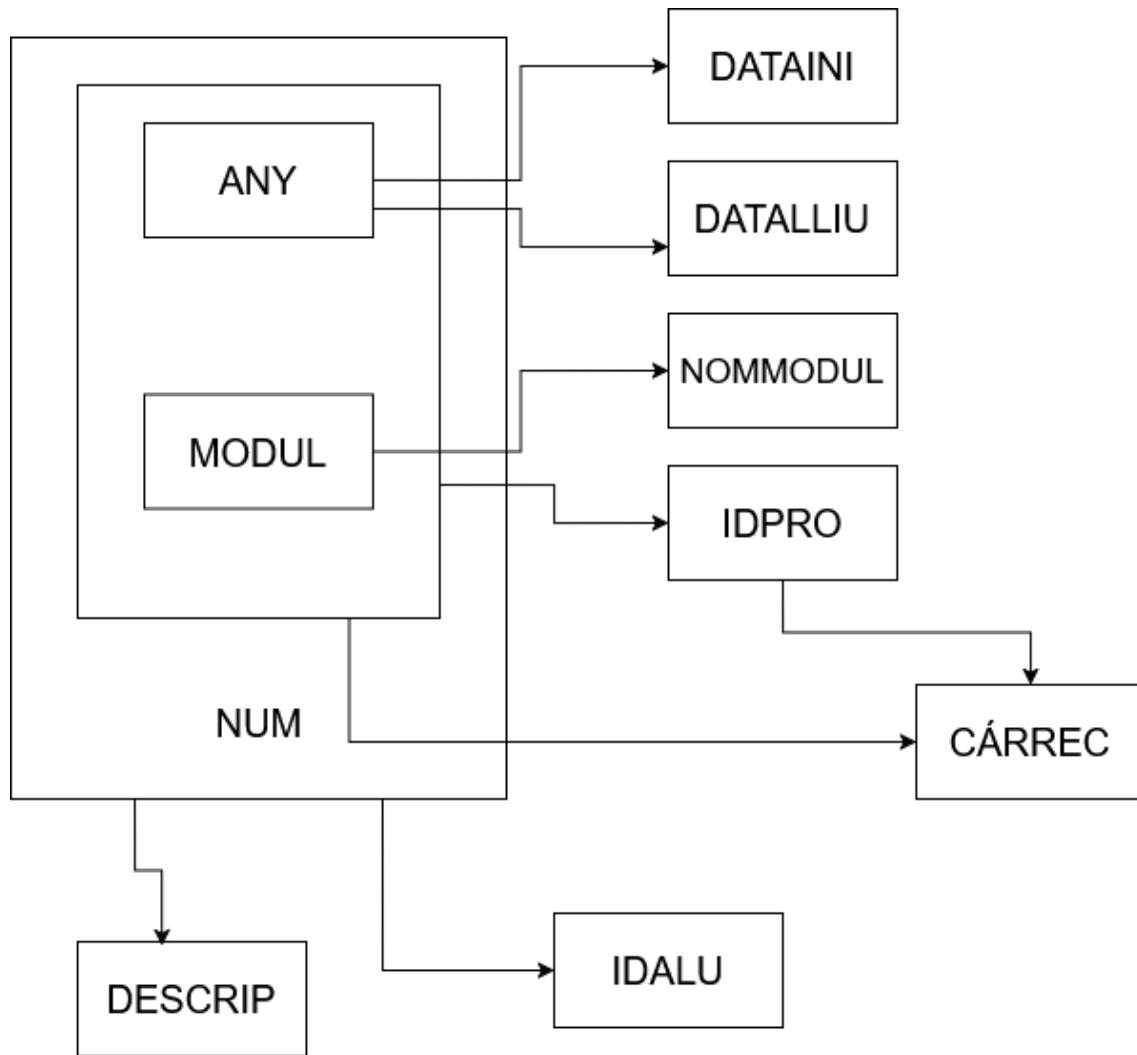 DATAINI
ANY
DATALLIU
NOMMODUL
MODUL
IDPRO
NUM
CÁRREC
IDALU
DESCRIP